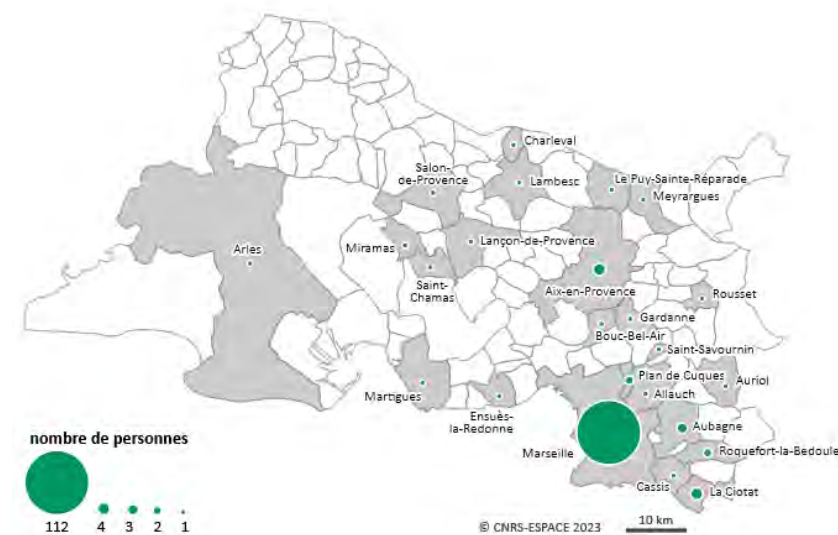 Charleval
Salon-
de-Provence
Lambesc
Le Puy-Sainte-Réparade
Meyrargues
Arles
Miramas
Lançon-de-Provence
Saint-
Chamas
Aix-en-Provence
Rousset
Gardanne
Bouc-Bel-Air
Saint-Savournin
Plan de Cuques
Auriol
Allauch
Martigues
Ensuès-
la-Redonne
Aubagne
Marseille
Roquefort-la-Bedoule
Cassis
La Ciotat
nombre de personnes
112 4 3 2 1
© CNRS-ESPACE 2023
10 km